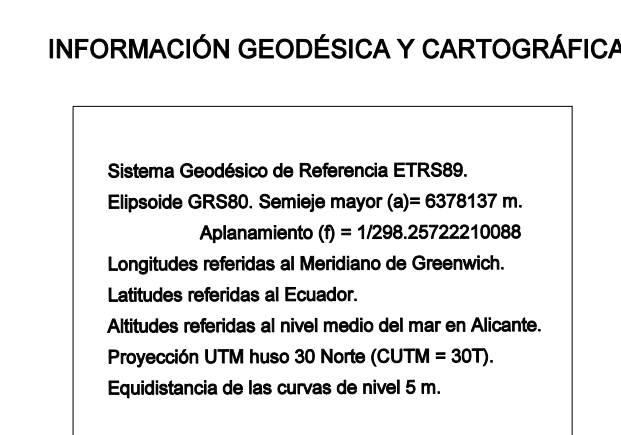 INFORMACIÓN GEODÉSICA Y CARTOGRÁFICA
Sistema Geodésico de Referencia ETRS89.
Elipsoide GRS80. Semieje mayor (a)= 6378137 m.
Aplanamiento (f) = 1/298.25722210088
Longitudes referidas al Meridiano de Greenwich.
Latitudes referidas al Ecuador.
Altitudes referidas al nivel medio del mar en Alicante.
Proyección UTM huso 30 Norte (CUTM = 30T).
Equidistancia de las curvas de nivel 5 m.